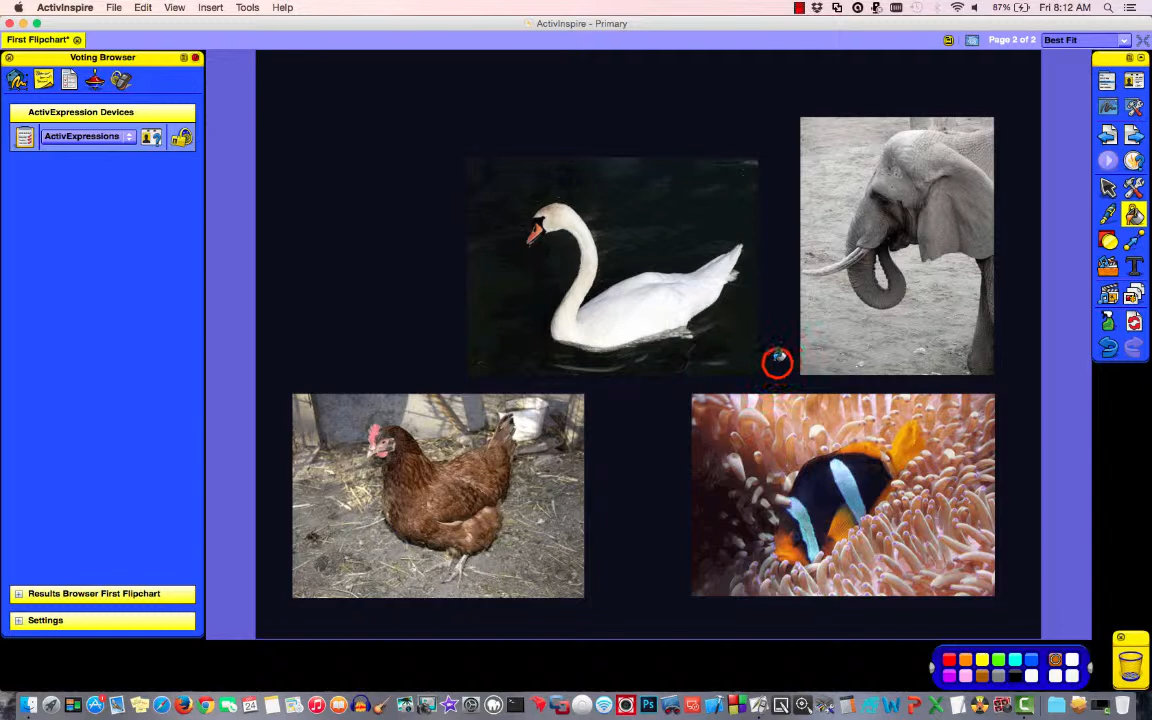 ActivInspire File Edit View Insert Tools Help
87% Fri 8:12 AM
ActivInspire - Primary
First Flipchart*
Page 2 of 2
Best Fit
Voting Browser
ActivExpression Devices
ActivExpressions
Results Browser First Flipchart
Settings